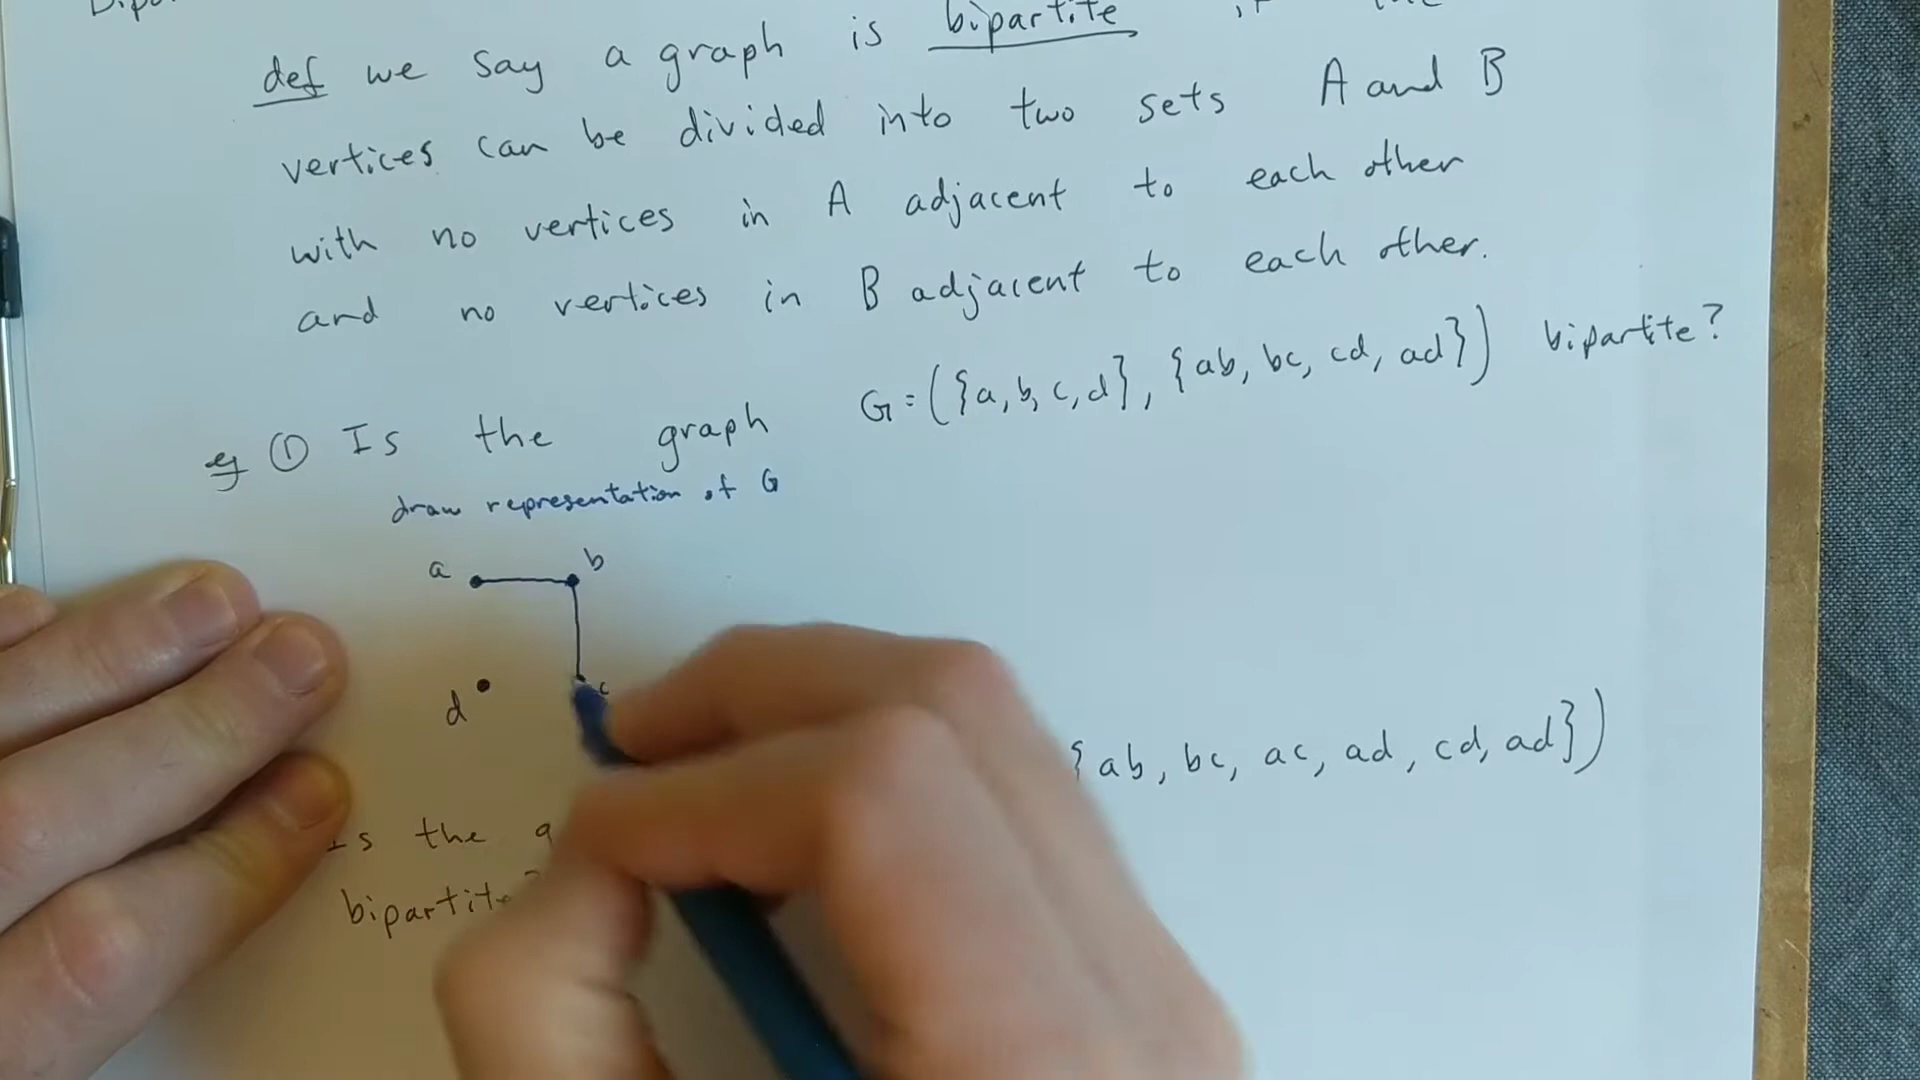 def we say a graph is bipartite
vertices can be divided into two sets A and B
with no vertices in A adjacent to each other
and no vertices in B adjacent to each other.
eg ① Is the graph G=({a,b,c,d}, {ab, bc, cd, ad}) bipartite?
draw representation of G
a b
d c
Is the
{ab, bc, ac, ad, cd, ad})
bipartite?